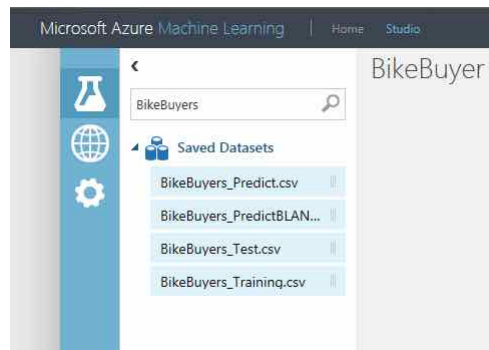 Microsoft Azure Machine Learning | Home Studio
BikeBuyer
BikeBuyers
Saved Datasets
BikeBuyers_Predict.csv
BikeBuyers_PredictBLAN...
BikeBuyers_Test.csv
BikeBuyers_Training.csv